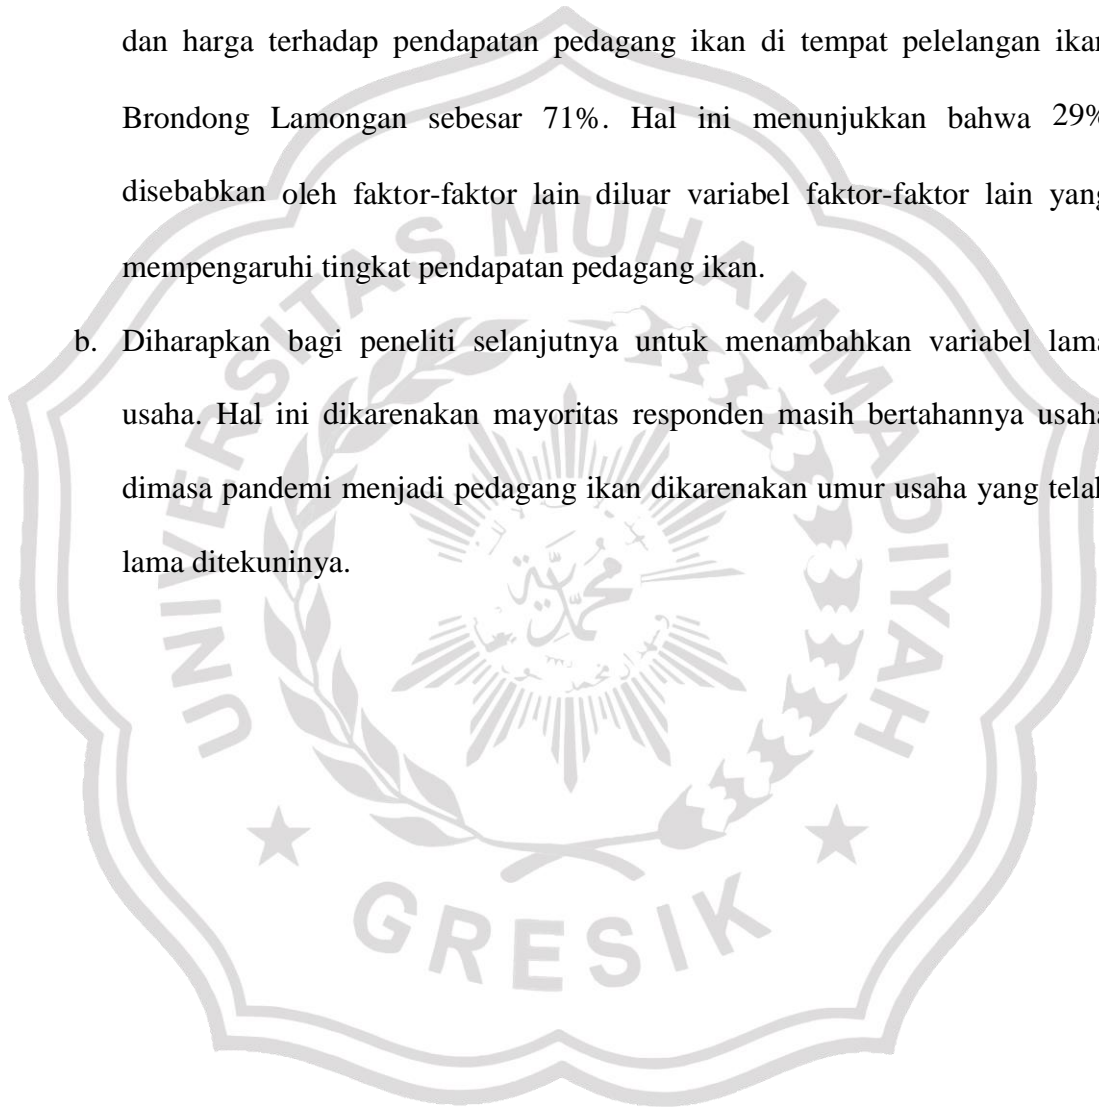 dan harga terhadap pendapatan pedagang ikan di tempat pelelangan ikan
Brondong Lamongan sebesar 71%. Hal ini menunjukkan bahwa 29%
disebabkan oleh faktor-faktor lain diluar variabel faktor-faktor lain yang
mempengaruhi tingkat pendapatan pedagang ikan.
b. Diharapkan bagi peneliti selanjutnya untuk menambahkan variabel lama
usaha. Hal ini dikarenakan mayoritas responden masih bertahannya usaha
dimasa pandemi menjadi pedagang ikan dikarenakan umur usaha yang telah
lama ditekuninya.
UNIVERSITAS MUHAMMADIYAH
GRESIK